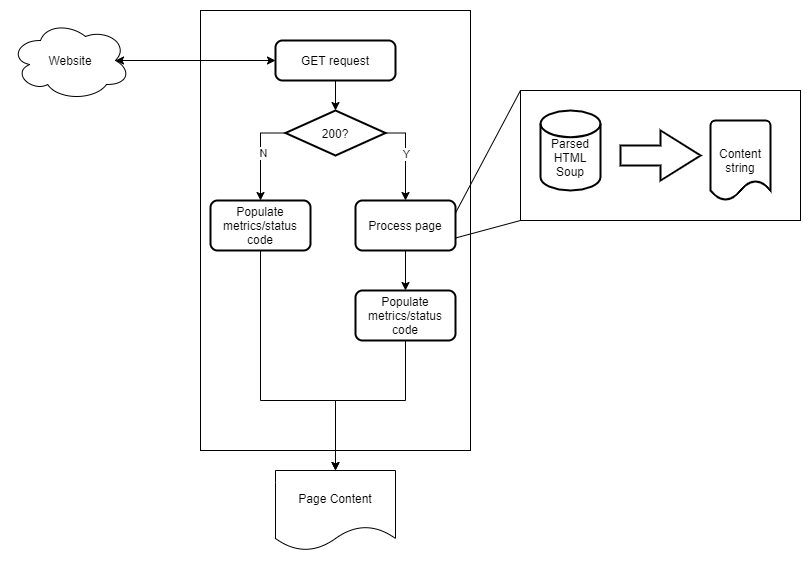 Website
GET request
200?
N
Y
Populate
metrics/status
code
Process page
Populate
metrics/status
code
Parsed
HTML
Soup
Content
string
Page Content